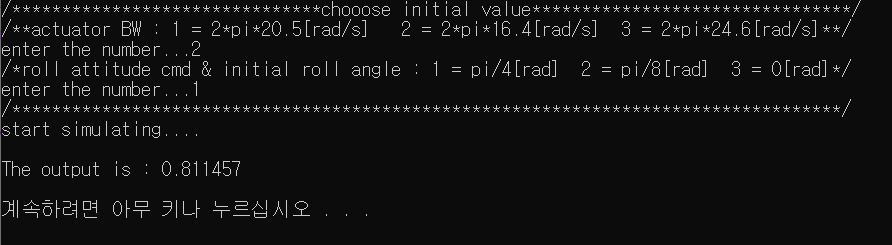 /*******************************chooose initial value********************************/
/**actuator BW : 1 = 2*pi*20.5[rad/s]   2 = 2*pi*16.4[rad/s]  3 = 2*pi*24.6[rad/s]**/
enter the number...2
/*roll attitude cmd & initial roll angle : 1 = pi/4[rad]  2 = pi/8[rad]  3 = 0[rad]*/
enter the number...1
/***********************************************************************************/
start simulating....
The output is : 0.811457
계속하려면 아무 키나 누르십시오 . . .